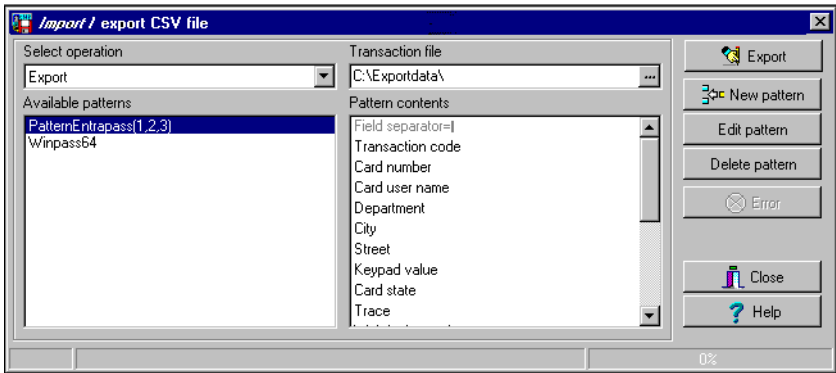 Import / export CSV file
Select operation
Export
Transaction file
C:\Exportdata\
...
Available patterns
PatternEntrapass(1,2,3)
Winpass64
Pattern contents
Field separator=|
Transaction code
Card number
Card user name
Department
City
Street
Keypad value
Card state
Trace
Export
New pattern
Edit pattern
Delete pattern
Error
Close
Help
0%